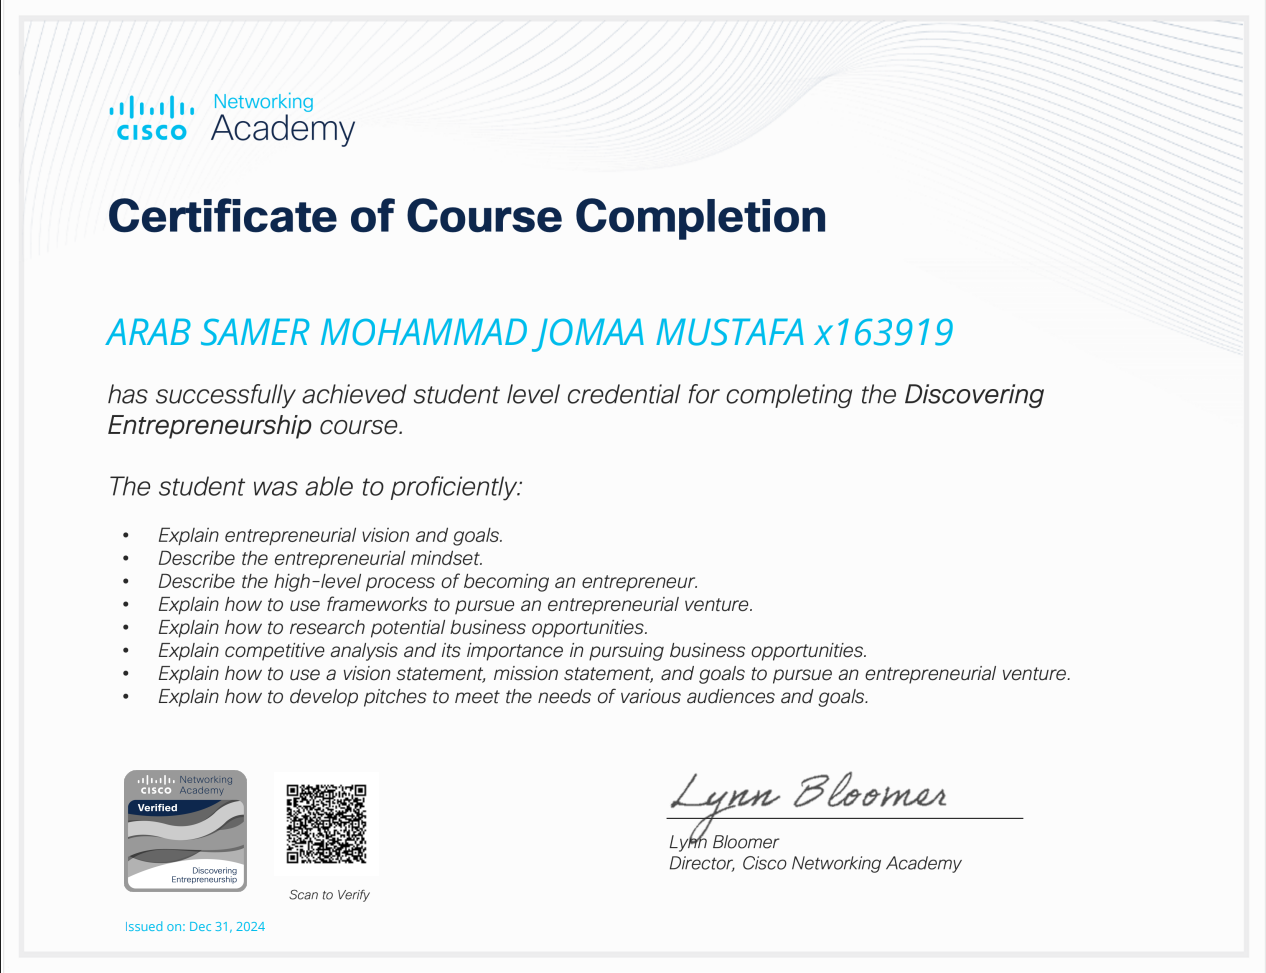 Networking
CISCO Academy
Certificate of Course Completion
ARAB SAMER MOHAMMAD JOMAA MUSTAFA x163919
has successfully achieved student level credential for completing the Discovering
Entrepreneurship course.
The student was able to proficiently:
• Explain entrepreneurial vision and goals.
• Describe the entrepreneurial mindset.
• Describe the high-level process of becoming an entrepreneur.
• Explain how to use frameworks to pursue an entrepreneurial venture.
• Explain how to research potential business opportunities.
• Explain competitive analysis and its importance in pursuing business opportunities.
• Explain how to use a vision statement, mission statement, and goals to pursue an entrepreneurial venture.
• Explain how to develop pitches to meet the needs of various audiences and goals.
Networking
CISCO Academy
Verified
Discovering
Entrepreneurship
Scan to Verify
Issued on: Dec 31, 2024
Lynn Bloomer
Lynn Bloomer
Director, Cisco Networking Academy